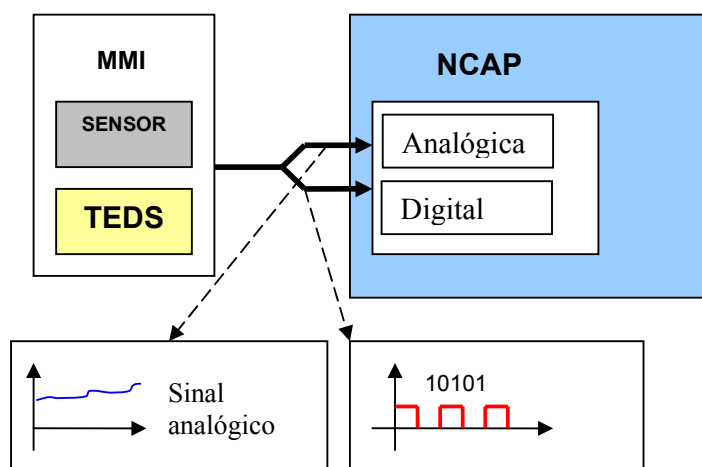 MMI
NCAP
SENSOR
TEDS
Analógica
Digital
Sinal
analógico
10101